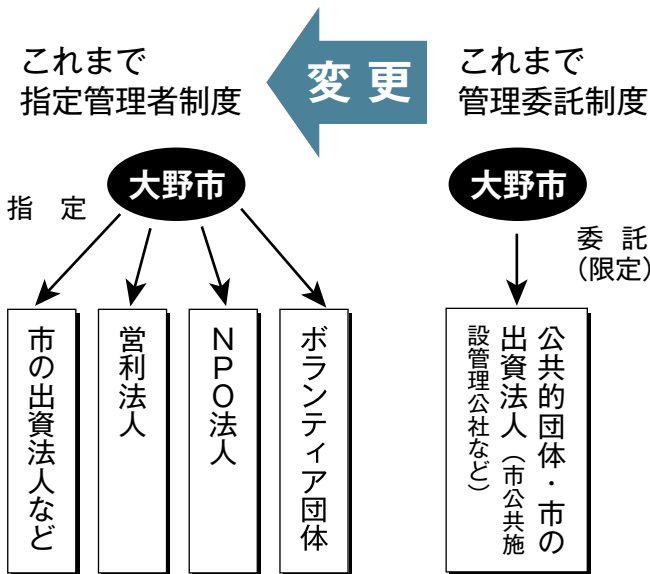 これまで
指定管理者制度
変更
これまで
管理委託制度
大野市
指定
市の出資法人など
営利法人
NPO法人
ボランティア団体
大野市
委託
(限定)
公共的団体・市の
出資法人(市公共施
設管理公社など)